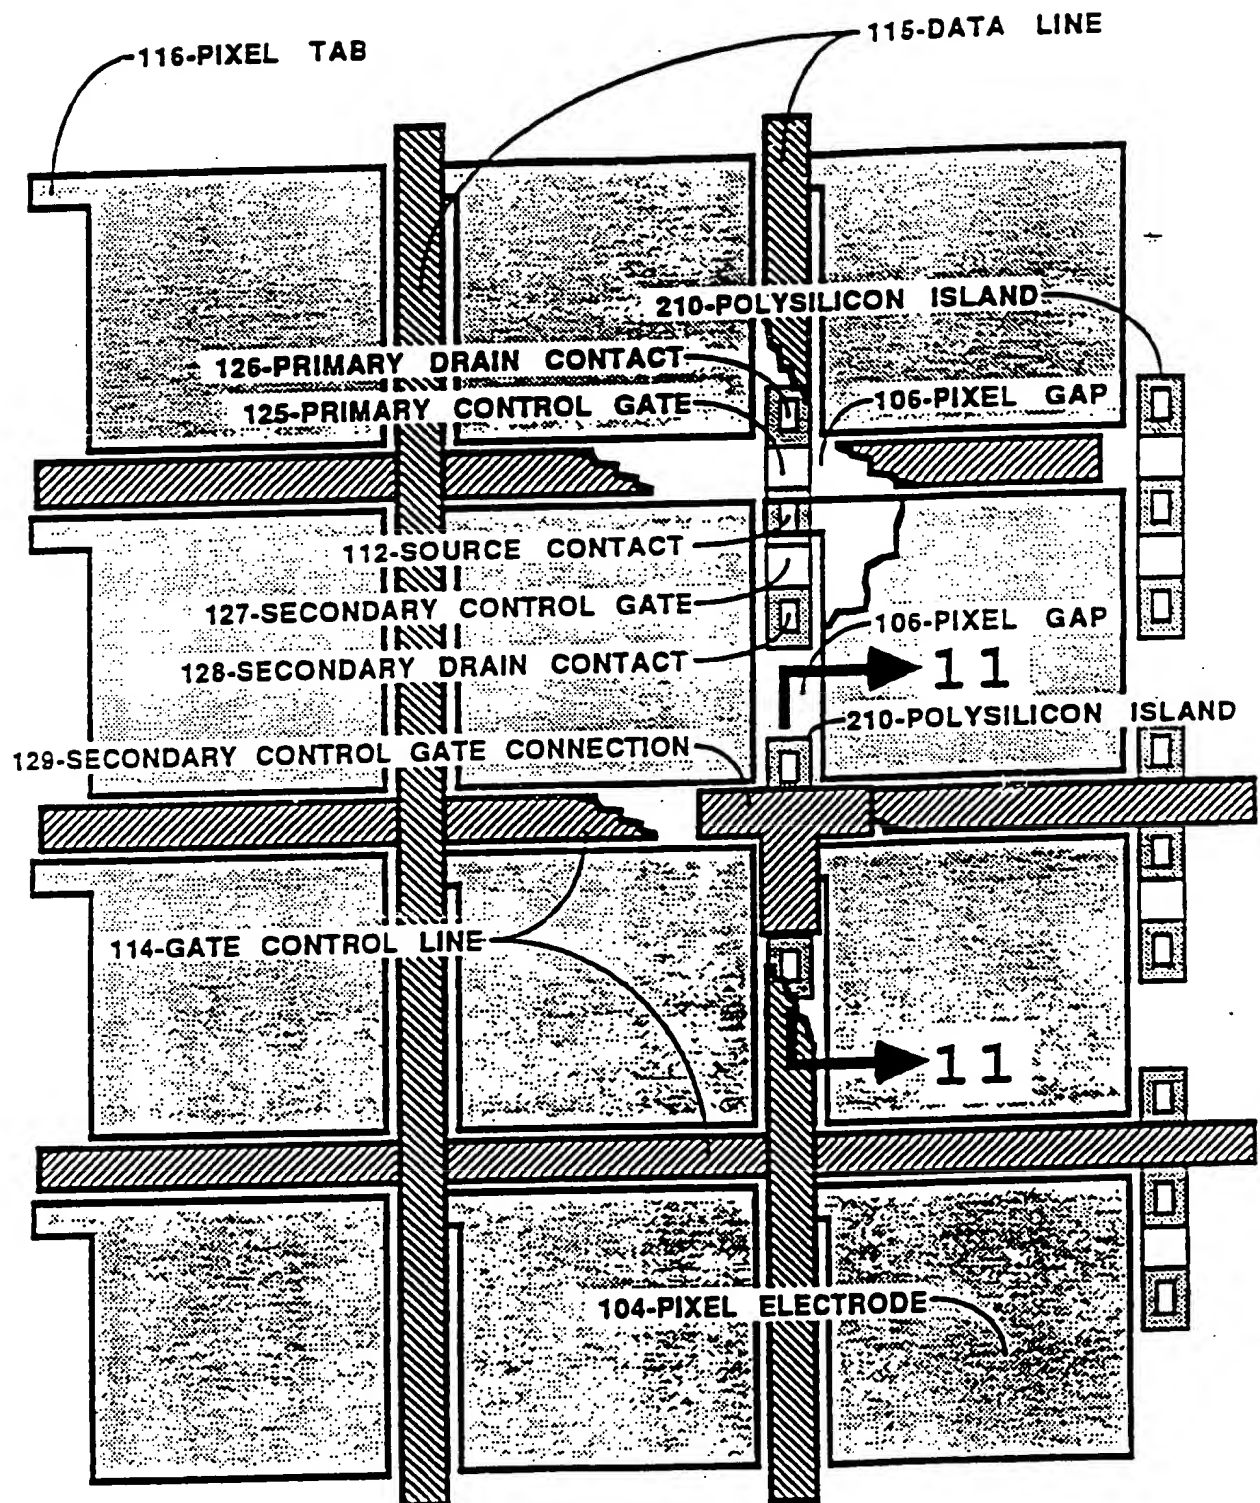 116-PIXEL TAB
115-DATA LINE
210-POLYSILICON ISLAND
126-PRIMARY DRAIN CONTACT
125-PRIMARY CONTROL GATE
106-PIXEL GAP
112-SOURCE CONTACT
127-SECONDARY CONTROL GATE
106-PIXEL GAP
128-SECONDARY DRAIN CONTACT
11
210-POLYSILICON ISLAND
129-SECONDARY CONTROL GATE CONNECTION
114-GATE CONTROL LINE
11
104-PIXEL ELECTRODE